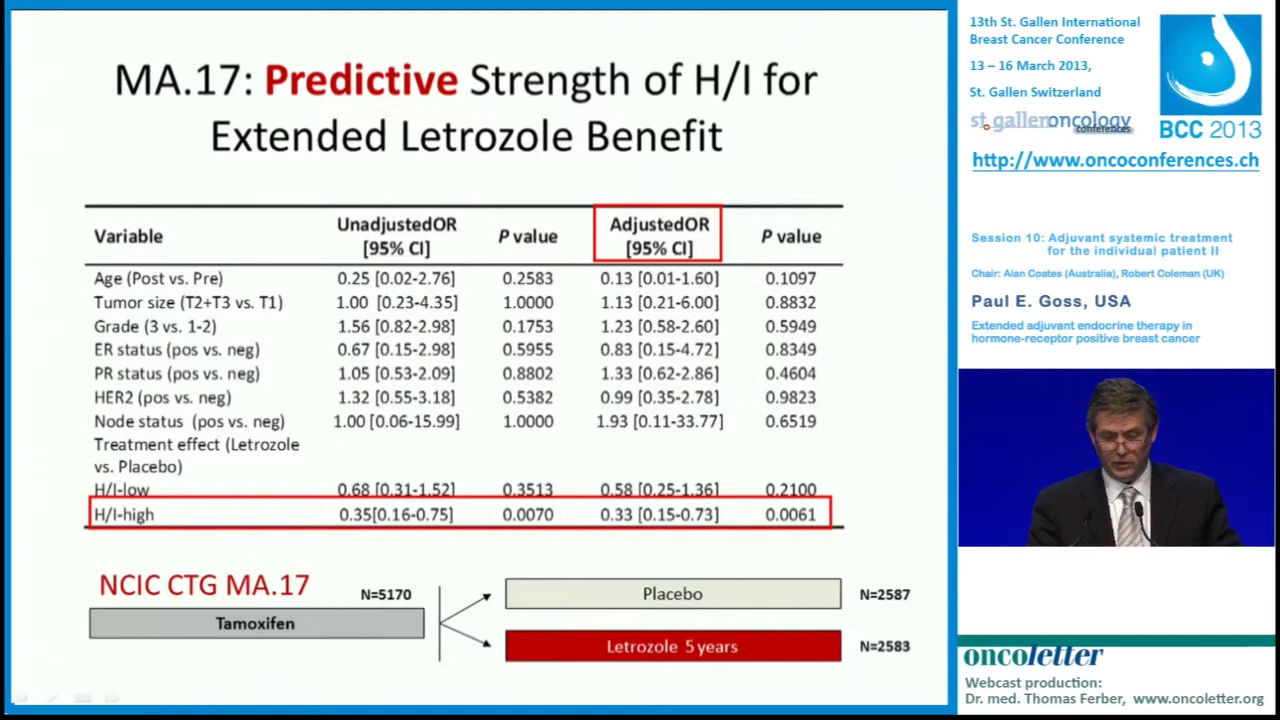 MA.17: Predictive Strength of H/I for
Extended Letrozole Benefit
Variable UnadjustedOR [95% CI] P value AdjustedOR [95% CI] P value
Age (Post vs. Pre) 0.25 [0.02-2.76] 0.2583 0.13 [0.01-1.60] 0.1097
Tumor size (T2+T3 vs. T1) 1.00 [0.23-4.35] 1.0000 1.13 [0.21-6.00] 0.8832
Grade (3 vs. 1-2) 1.56 [0.82-2.98] 0.1753 1.23 [0.58-2.60] 0.5949
ER status (pos vs. neg) 0.67 [0.15-2.98] 0.5955 0.83 [0.15-4.72] 0.8349
PR status (pos vs. neg) 1.05 [0.53-2.09] 0.8802 1.33 [0.62-2.86] 0.4604
HER2 (pos vs. neg) 1.32 [0.55-3.18] 0.5382 0.99 [0.35-2.78] 0.9823
Node status (pos vs. neg) 1.00 [0.06-15.99] 1.0000 1.93 [0.11-33.77] 0.6519
Treatment effect (Letrozole
vs. Placebo)
H/I-low 0.68 [0.31-1.52] 0.3513 0.58 [0.25-1.36] 0.2100
H/I-high 0.35[0.16-0.75] 0.0070 0.33 [0.15-0.73] 0.0061
NCIC CTG MA.17
N=5170
Tamoxifen
Placebo N=2587
Letrozole 5 years N=2583
13th St. Gallen International
Breast Cancer Conference
13 – 16 March 2013,
St. Gallen Switzerland
st.gallenoncology
conferences
BCC 2013
http://www.oncoconferences.ch
Session 10: Adjuvant systemic treatment
for the individual patient II
Chair: Alan Coates (Australia), Robert Coleman (UK)
Paul E. Goss, USA
Extended adjuvant endocrine therapy in
hormone-receptor positive breast cancer
oncoletter
Webcast production:
Dr. med. Thomas Ferber, www.oncoletter.org